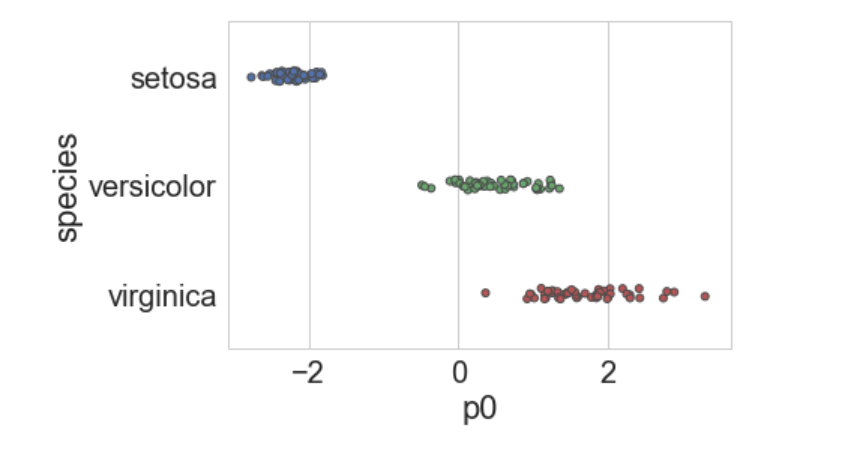 setosa
versicolor
virginica
species
−2 0 2
p0